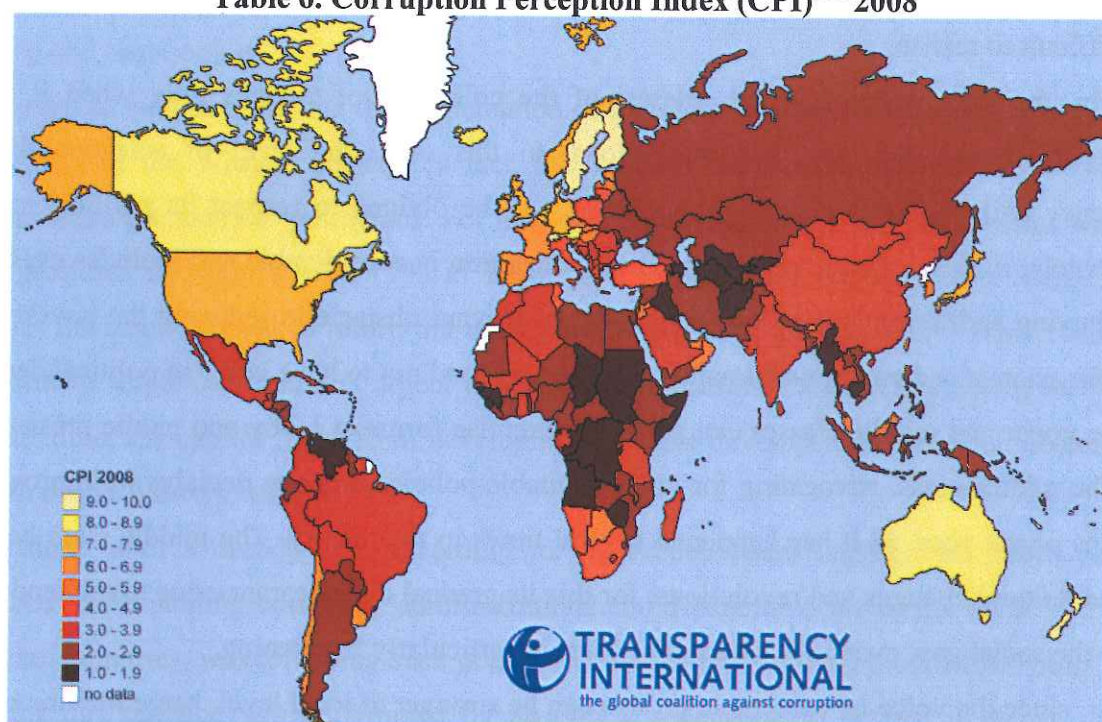 Table 6: Corruption Perception Index (CPI) 2008
CPI 2008
9.0 - 10.0
8.0 - 8.9
7.0 - 7.9
6.0 - 6.9
5.0 - 5.9
4.0 - 4.9
3.0 - 3.9
2.0 - 2.9
1.0 - 1.9
no data
TRANSPARENCY
INTERNATIONAL
the global coalition against corruption